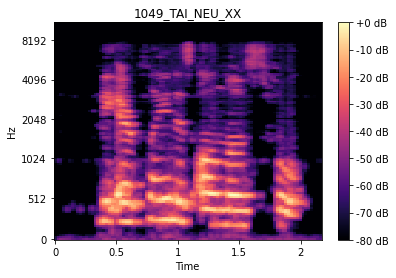 1049_TAI_NEU_XX
8192
4096
2048
1024
512
0
Hz
0
0.5
1
1.5
2
Time
+0 dB
-10 dB
-20 dB
-30 dB
-40 dB
-50 dB
-60 dB
-70 dB
-80 dB